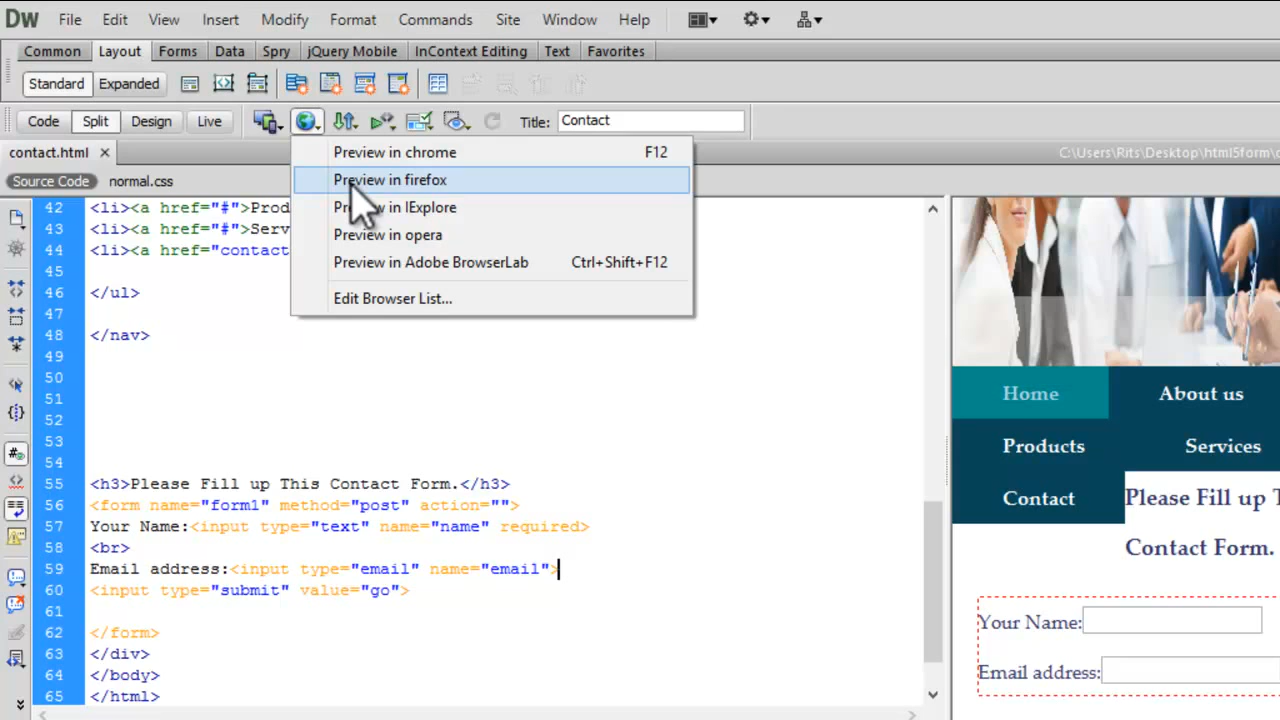 Dw File Edit View Insert Modify Format Commands Site Window Help
Common Layout Forms Data Spry jQuery Mobile InContext Editing Text Favorites
Standard Expanded
Code Split Design Live Title: Contact
contact.html × C:\Users\Rits\Desktop\html5form\
Source Code normal.css
Preview in chrome F12
Preview in firefox
Preview in IExplore
Preview in opera
Preview in Adobe BrowserLab Ctrl+Shift+F12
Edit Browser List...
42 <li><a href="#">Prod
43 <li><a href="#">Serv
44 <li><a href="contact
45
46 </ul>
47
48 </nav>
49
50
51
52
53
54
55 <h3>Please Fill up This Contact Form.</h3>
56 <form name="form1" method="post" action="">
57 Your Name:<input type="text" name="name" required>
58 <br>
59 Email address:<input type="email" name="email">
60 <input type="submit" value="go">
61
62 </form>
63 </div>
64 </body>
65 </html>
Home About us
Products Services
Contact Please Fill up T
Contact Form.
Your Name:
Email address: